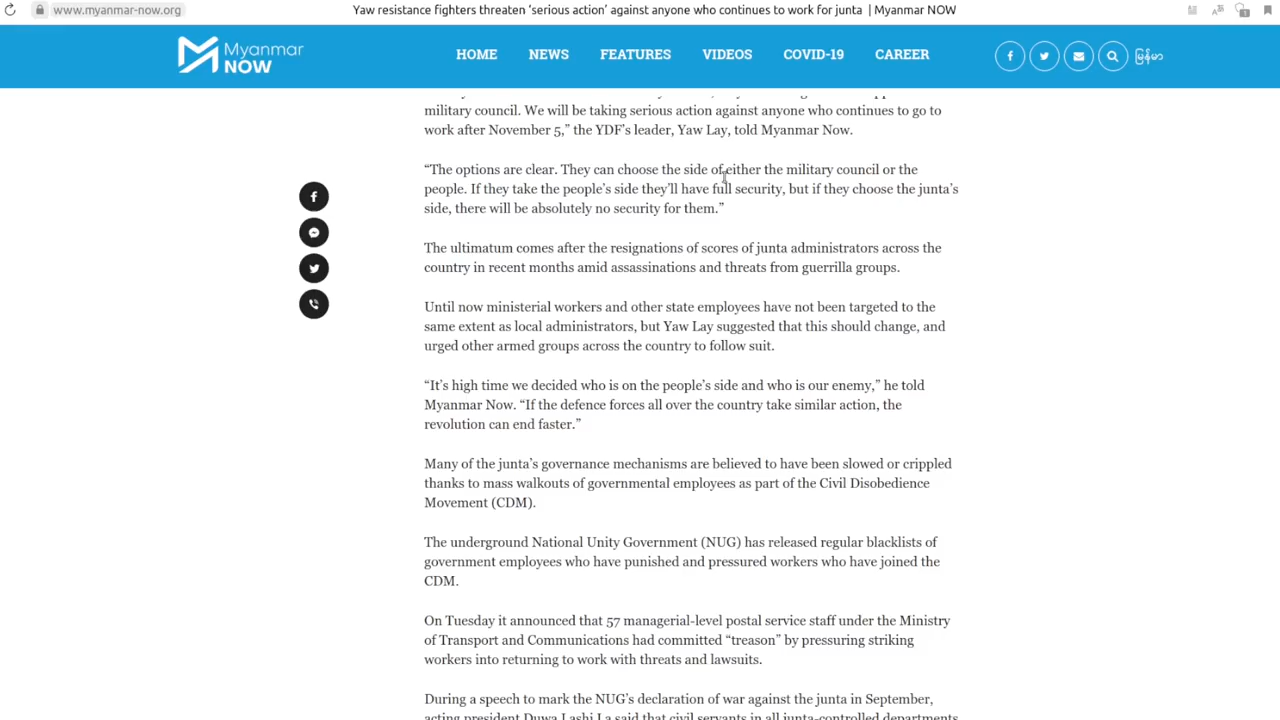 www.myanmar-now.org
Yaw resistance fighters threaten ‘serious action’ against anyone who continues to work for junta | Myanmar NOW
Myanmar
NOW
HOME
NEWS
FEATURES
VIDEOS
COVID-19
CAREER
မြန်မာ
military council. We will be taking serious action against anyone who continues to go to
work after November 5,” the YDF’s leader, Yaw Lay, told Myanmar Now.
“The options are clear. They can choose the side of either the military council or the
people. If they take the people’s side they’ll have full security, but if they choose the junta’s
side, there will be absolutely no security for them.”
The ultimatum comes after the resignations of scores of junta administrators across the
country in recent months amid assassinations and threats from guerrilla groups.
Until now ministerial workers and other state employees have not been targeted to the
same extent as local administrators, but Yaw Lay suggested that this should change, and
urged other armed groups across the country to follow suit.
“It’s high time we decided who is on the people’s side and who is our enemy,” he told
Myanmar Now. “If the defence forces all over the country take similar action, the
revolution can end faster.”
Many of the junta’s governance mechanisms are believed to have been slowed or crippled
thanks to mass walkouts of governmental employees as part of the Civil Disobedience
Movement (CDM).
The underground National Unity Government (NUG) has released regular blacklists of
government employees who have punished and pressured workers who have joined the
CDM.
On Tuesday it announced that 57 managerial-level postal service staff under the Ministry
of Transport and Communications had committed “treason” by pressuring striking
workers into returning to work with threats and lawsuits.
During a speech to mark the NUG’s declaration of war against the junta in September,
acting president Duwa Lashi La said that civil servants in all junta-controlled departments